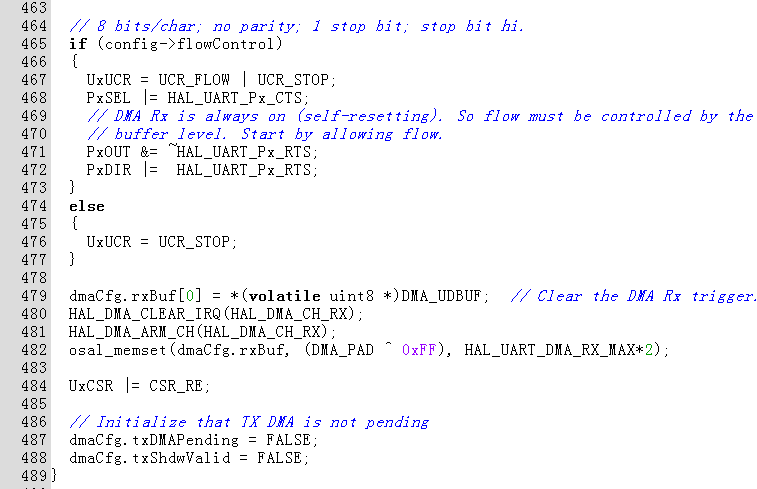 463
464 // 8 bits/char; no parity; 1 stop bit; stop bit hi.
465 if (config->flowControl)
466 {
467 UxUCR = UCR_FLOW | UCR_STOP;
468 PxSEL |= HAL_UART_Px_CTS;
469 // DMA Rx is always on (self-resetting). So flow must be controlled by the
470 // buffer level. Start by allowing flow.
471 PxOUT &= ~HAL_UART_Px_RTS;
472 PxDIR |= HAL_UART_Px_RTS;
473 }
474 else
475 {
476 UxUCR = UCR_STOP;
477 }
478
479 dmaCfg.rxBuf[0] = *(volatile uint8 *)DMA_UDBUF; // Clear the DMA Rx trigger.
480 HAL_DMA_CLEAR_IRQ(HAL_DMA_CH_RX);
481 HAL_DMA_ARM_CH(HAL_DMA_CH_RX);
482 osal_memset(dmaCfg.rxBuf, (DMA_PAD ^ 0xFF), HAL_UART_DMA_RX_MAX*2);
483
484 UxCSR |= CSR_RE;
485
486 // Initialize that TX DMA is not pending
487 dmaCfg.txDMAPending = FALSE;
488 dmaCfg.txShdwValid = FALSE;
489 }